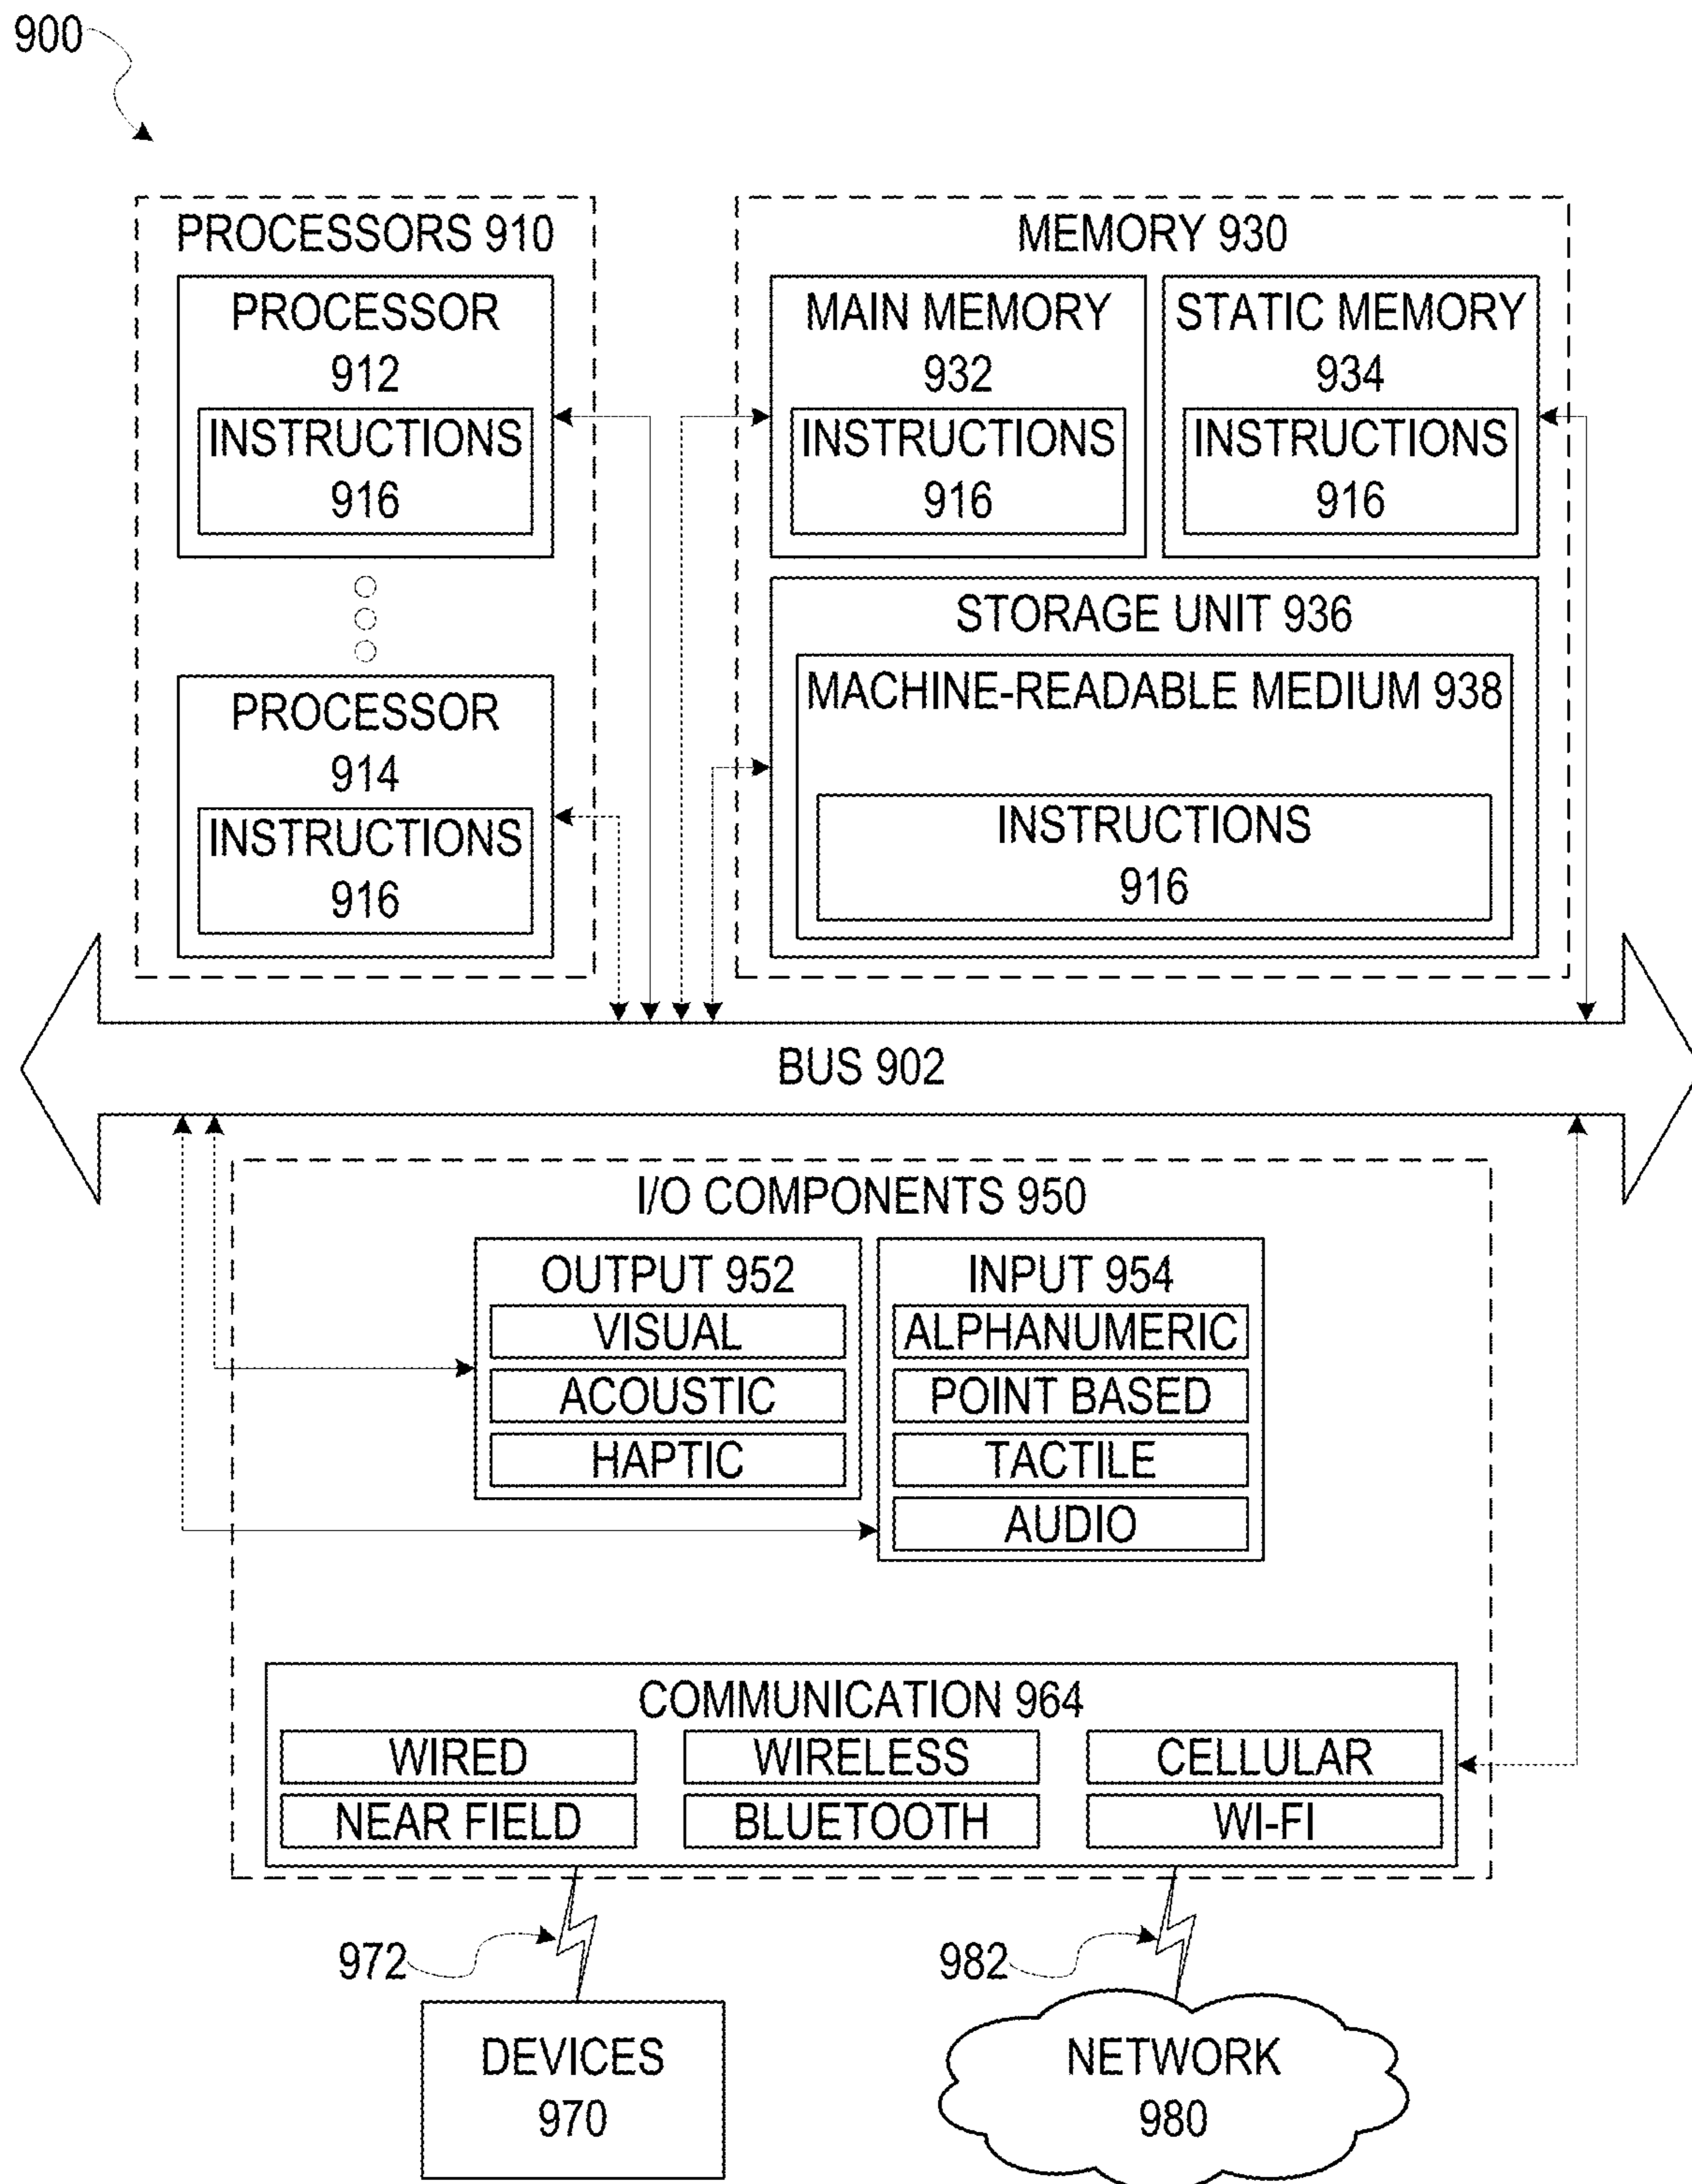 900
PROCESSORS 910
PROCESSOR
912
INSTRUCTIONS
916
PROCESSOR
914
INSTRUCTIONS
916
MEMORY 930
MAIN MEMORY
932
INSTRUCTIONS
916
STATIC MEMORY
934
INSTRUCTIONS
916
STORAGE UNIT 936
MACHINE-READABLE MEDIUM 938
INSTRUCTIONS
916
BUS 902
I/O COMPONENTS 950
OUTPUT 952
VISUAL
ACOUSTIC
HAPTIC
INPUT 954
ALPHANUMERIC
POINT BASED
TACTILE
AUDIO
COMMUNICATION 964
WIRED
WIRELESS
CELLULAR
NEAR FIELD
BLUETOOTH
WI-FI
972
982
DEVICES
970
NETWORK
980